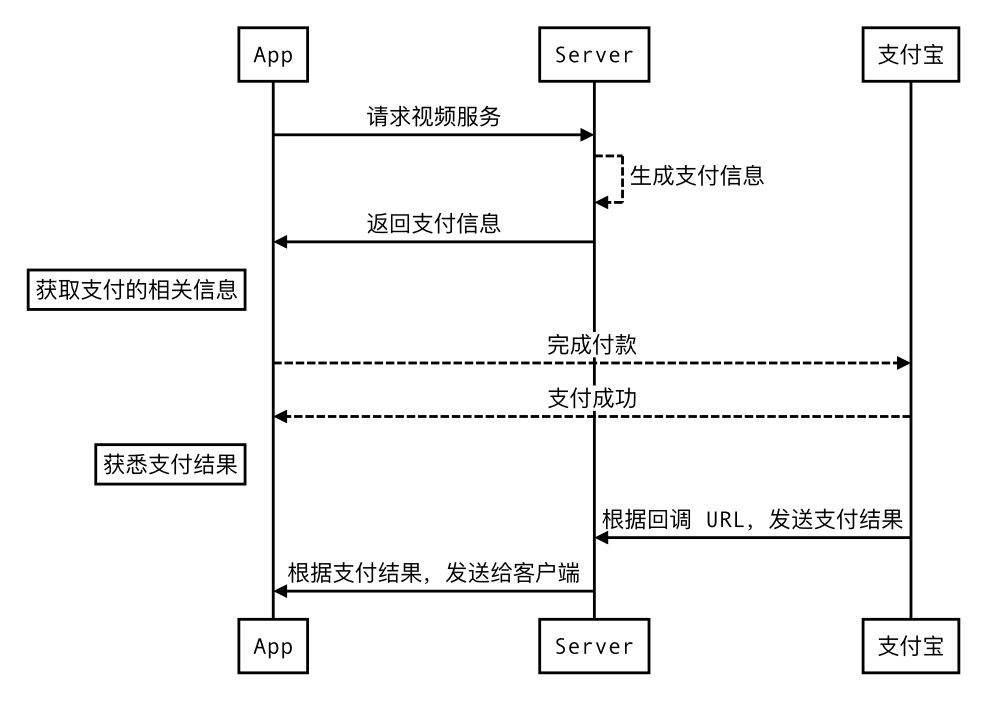 App
Server
支付宝
请求视频服务
生成支付信息
返回支付信息
获取支付的相关信息
完成付款
支付成功
获悉支付结果
根据回调 URL，发送支付结果
根据支付结果，发送给客户端
App
Server
支付宝